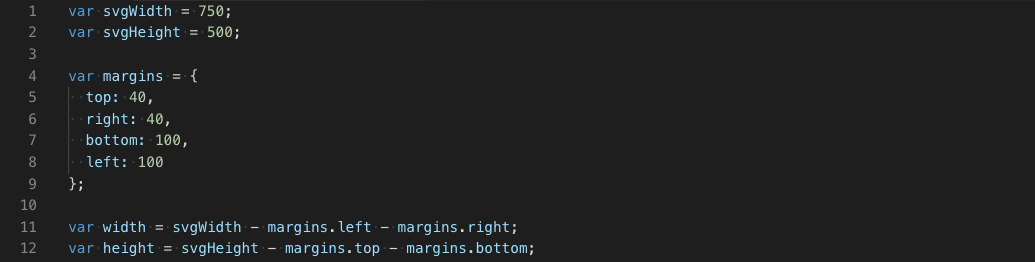 1 var svgWidth = 750;
2 var svgHeight = 500;
3
4 var margins = {
5   top: 40,
6   right: 40,
7   bottom: 100,
8   left: 100
9 };
10
11 var width = svgWidth - margins.left - margins.right;
12 var height = svgHeight - margins.top - margins.bottom;